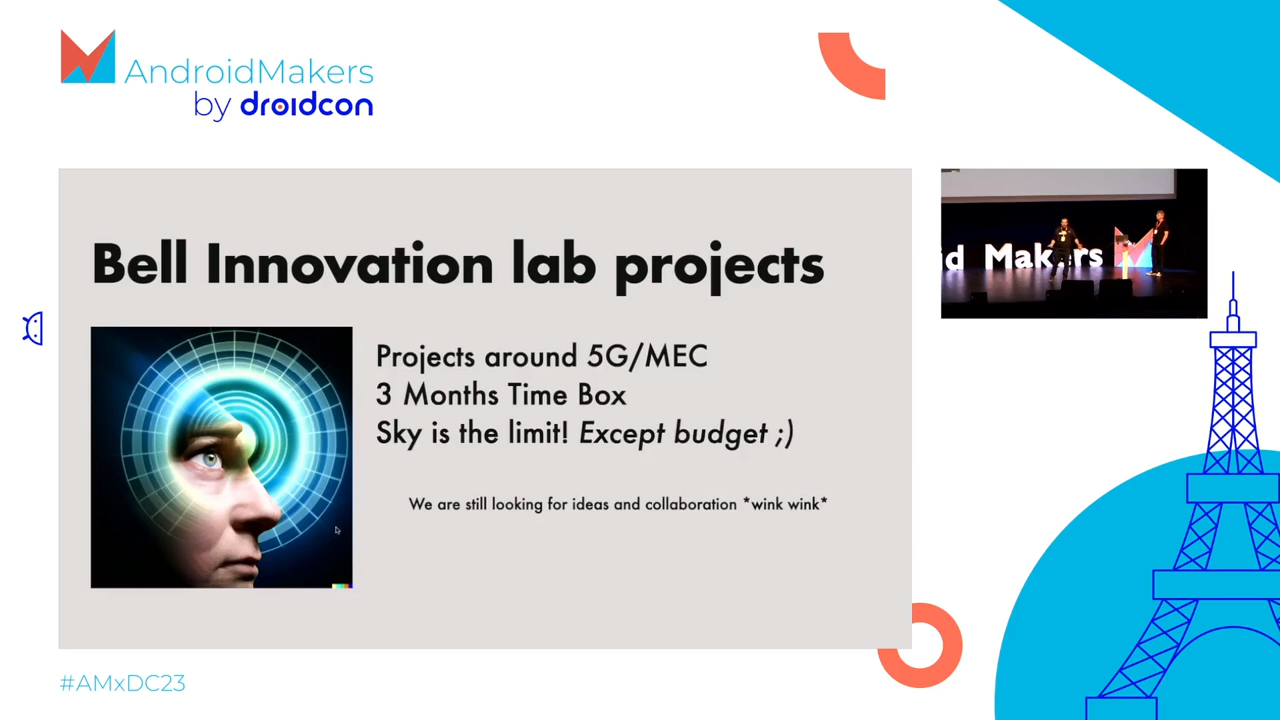 AndroidMakers
by droidcon
Bell Innovation lab projects
Projects around 5G/MEC
3 Months Time Box
Sky is the limit! Except budget ;)
We are still looking for ideas and collaboration *wink wink*
id Makers
#AMxDC23